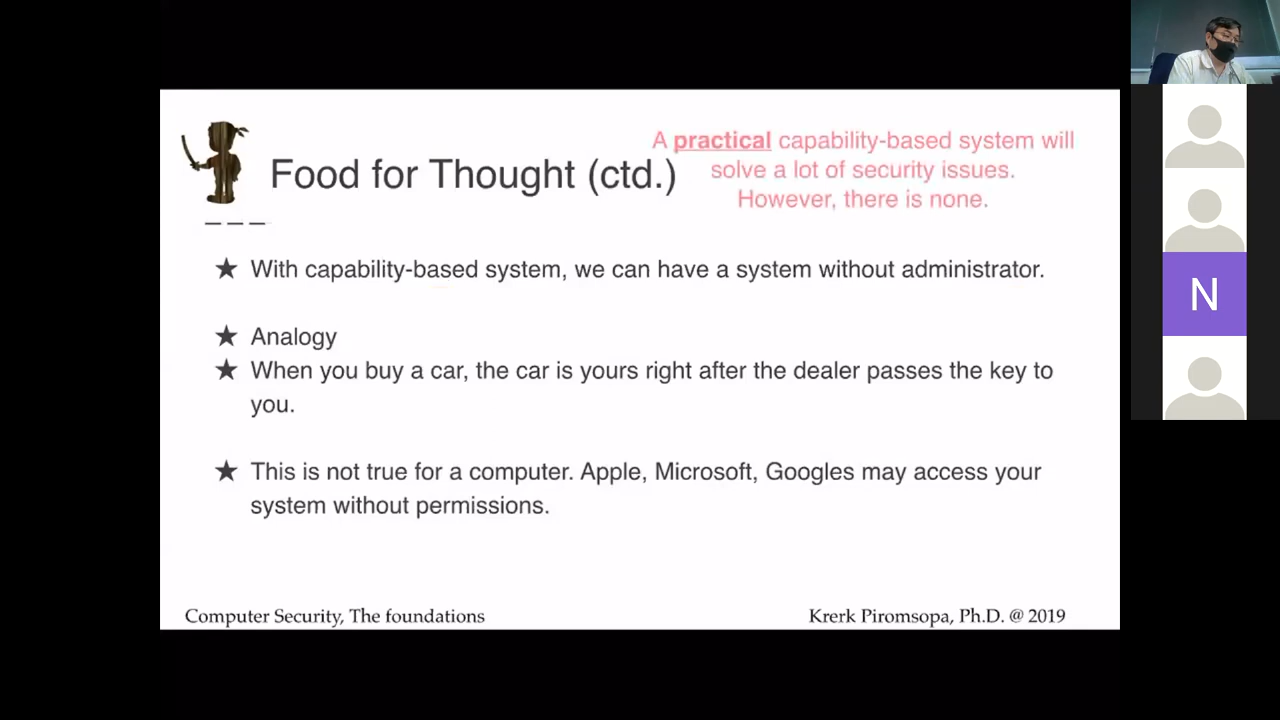 Food for Thought (ctd.)
A practical capability-based system will
solve a lot of security issues.
However, there is none.
★ With capability-based system, we can have a system without administrator.
★ Analogy
★ When you buy a car, the car is yours right after the dealer passes the key to
you.
★ This is not true for a computer. Apple, Microsoft, Googles may access your
system without permissions.
Computer Security, The foundations
Krerk Piromsopa, Ph.D. @ 2019
N